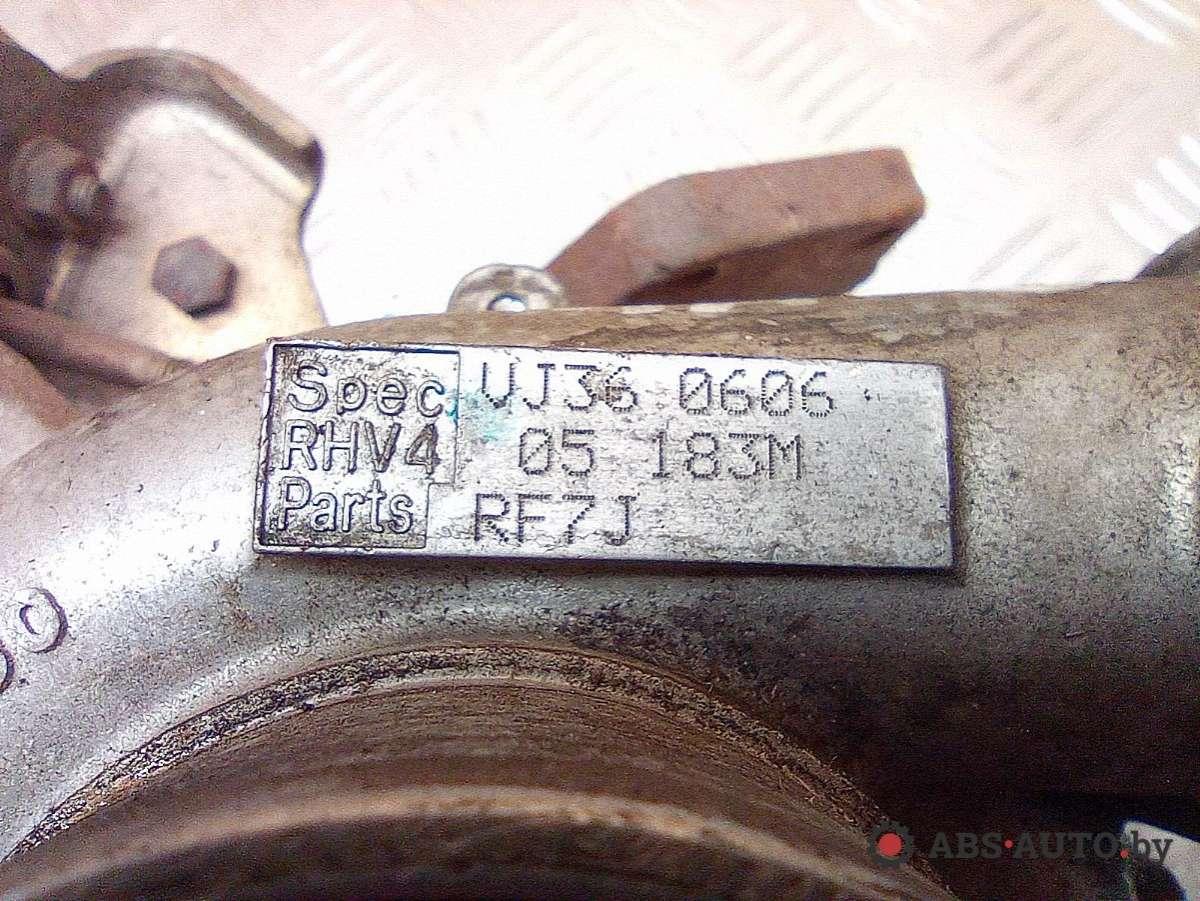 Spec VJ36 0606
RHV4 05 183M
Parts RF7J
ABS·AUTO.by